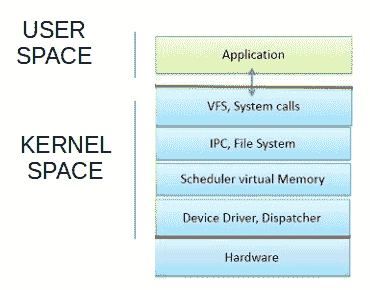 USER
SPACE
Application
VFS, System calls
KERNEL
SPACE
IPC, File System
Scheduler virtual Memory
Device Driver, Dispatcher
Hardware